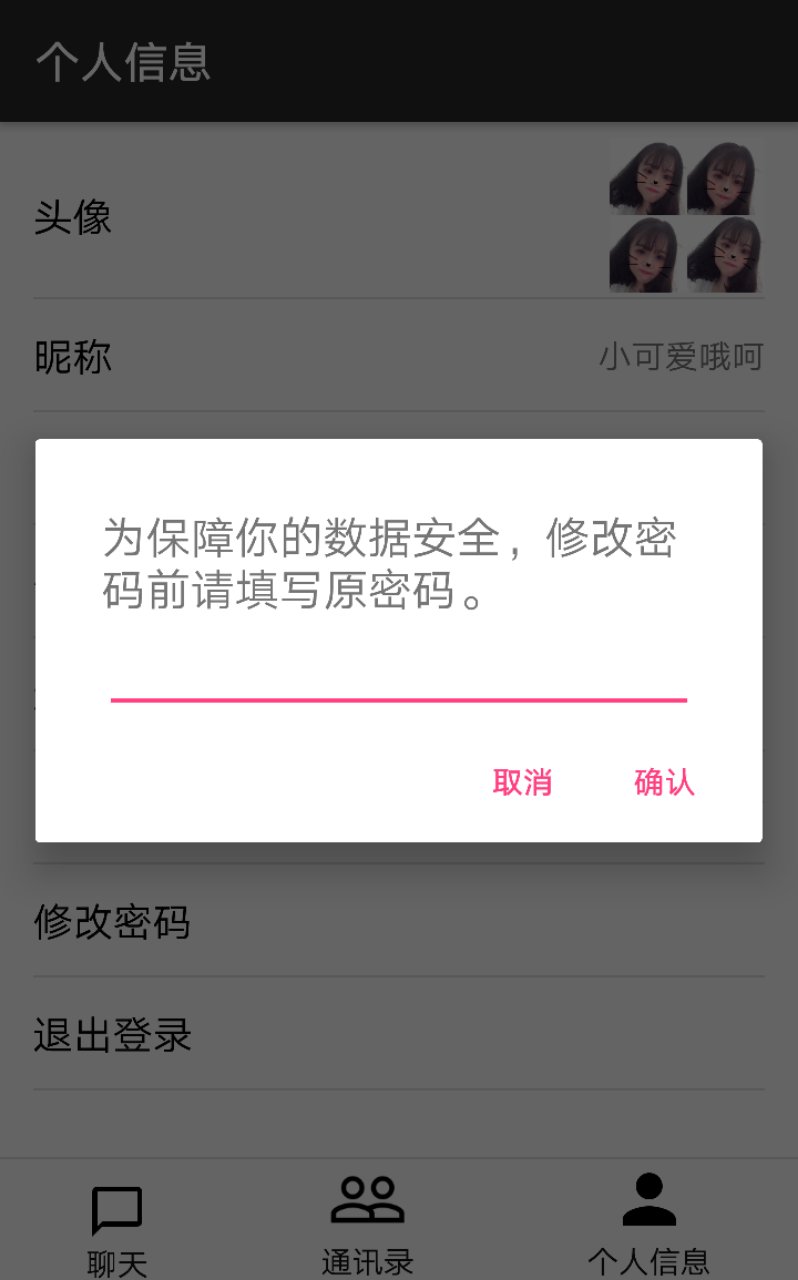 个人信息
头像
昵称
小可爱哦呵
为保障你的数据安全，修改密
码前请填写原密码。
取消
确认
修改密码
退出登录
聊天
通讯录
个人信息